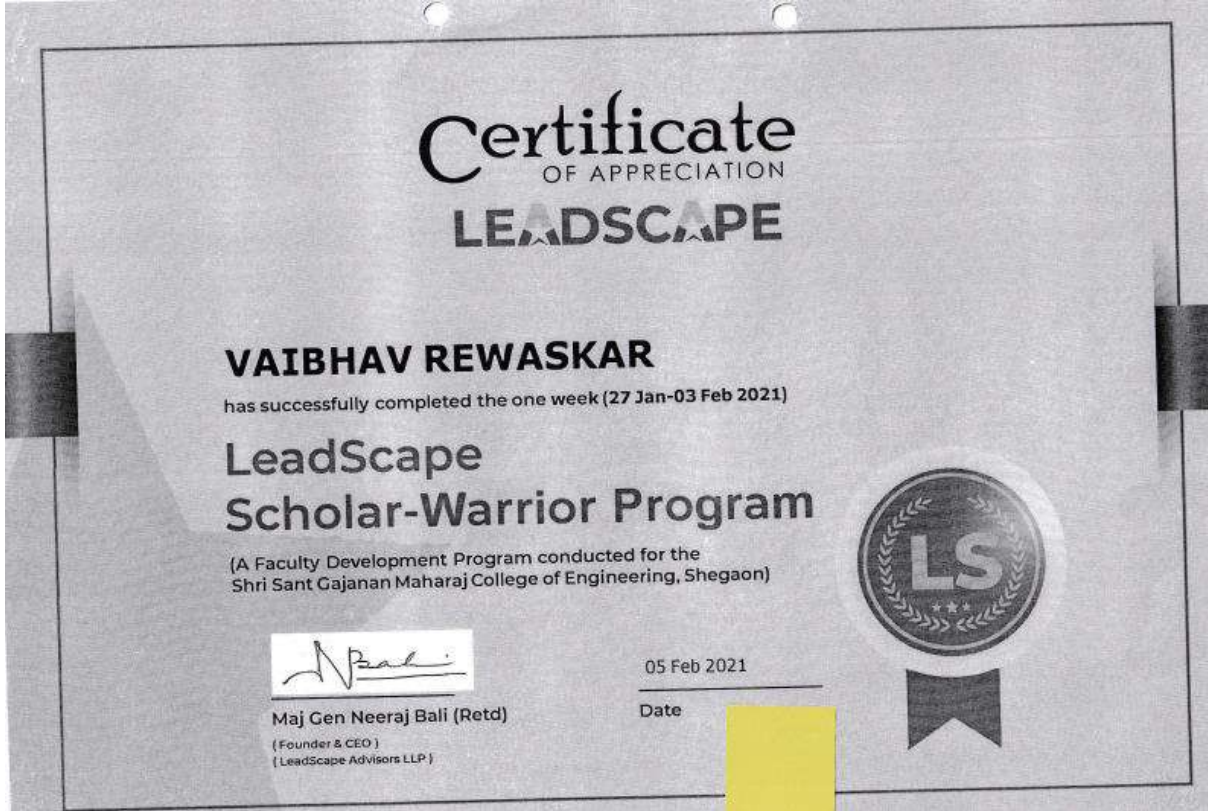 Certificate
OF APPRECIATION
LEADSCAPE
VAIBHAV REWASKAR
has successfully completed the one week (27 Jan-03 Feb 2021)
LeadScape
Scholar-Warrior Program
(A Faculty Development Program conducted for the
Shri Sant Gajanan Maharaj College of Engineering, Shegaon)
LS
NBali
05 Feb 2021
Maj Gen Neeraj Bali (Retd)
Date
(Founder & CEO)
(LeadScape Advisors LLP)